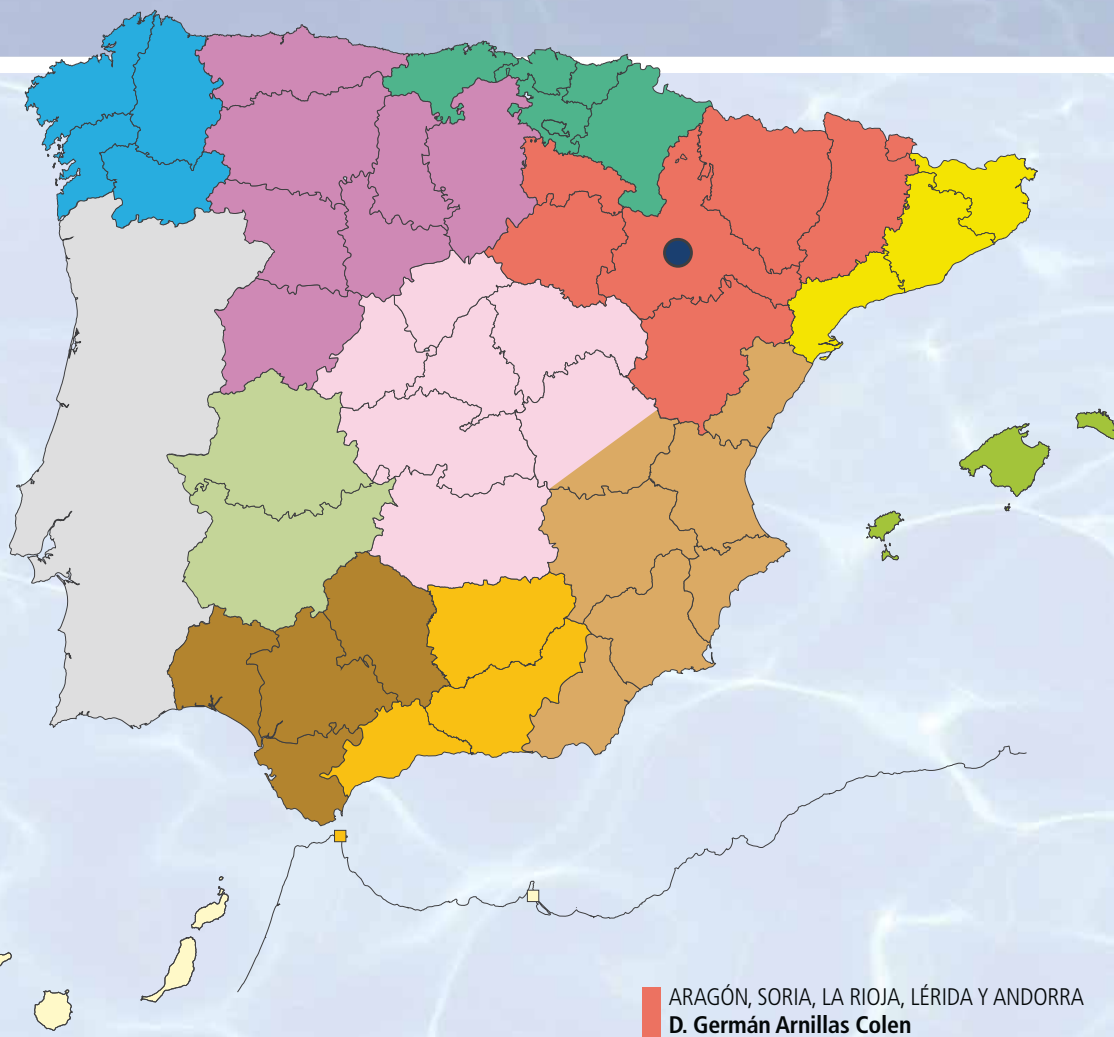 ARAGÓN, SORIA, LA RIOJA, LÉRIDA Y ANDORRA
D. Germán Arnillas Colen